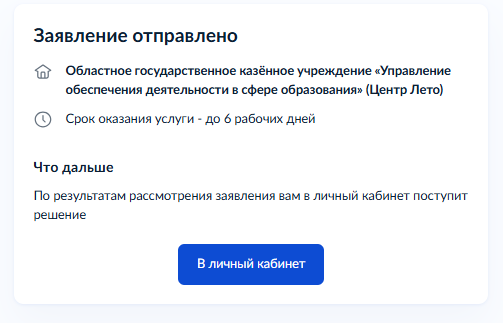 Заявление отправлено
Областное государственное казённое учреждение «Управление
обеспечения деятельности в сфере образования» (Центр Лето)
Срок оказания услуги - до 6 рабочих дней
Что дальше
По результатам рассмотрения заявления вам в личный кабинет поступит
решение
В личный кабинет